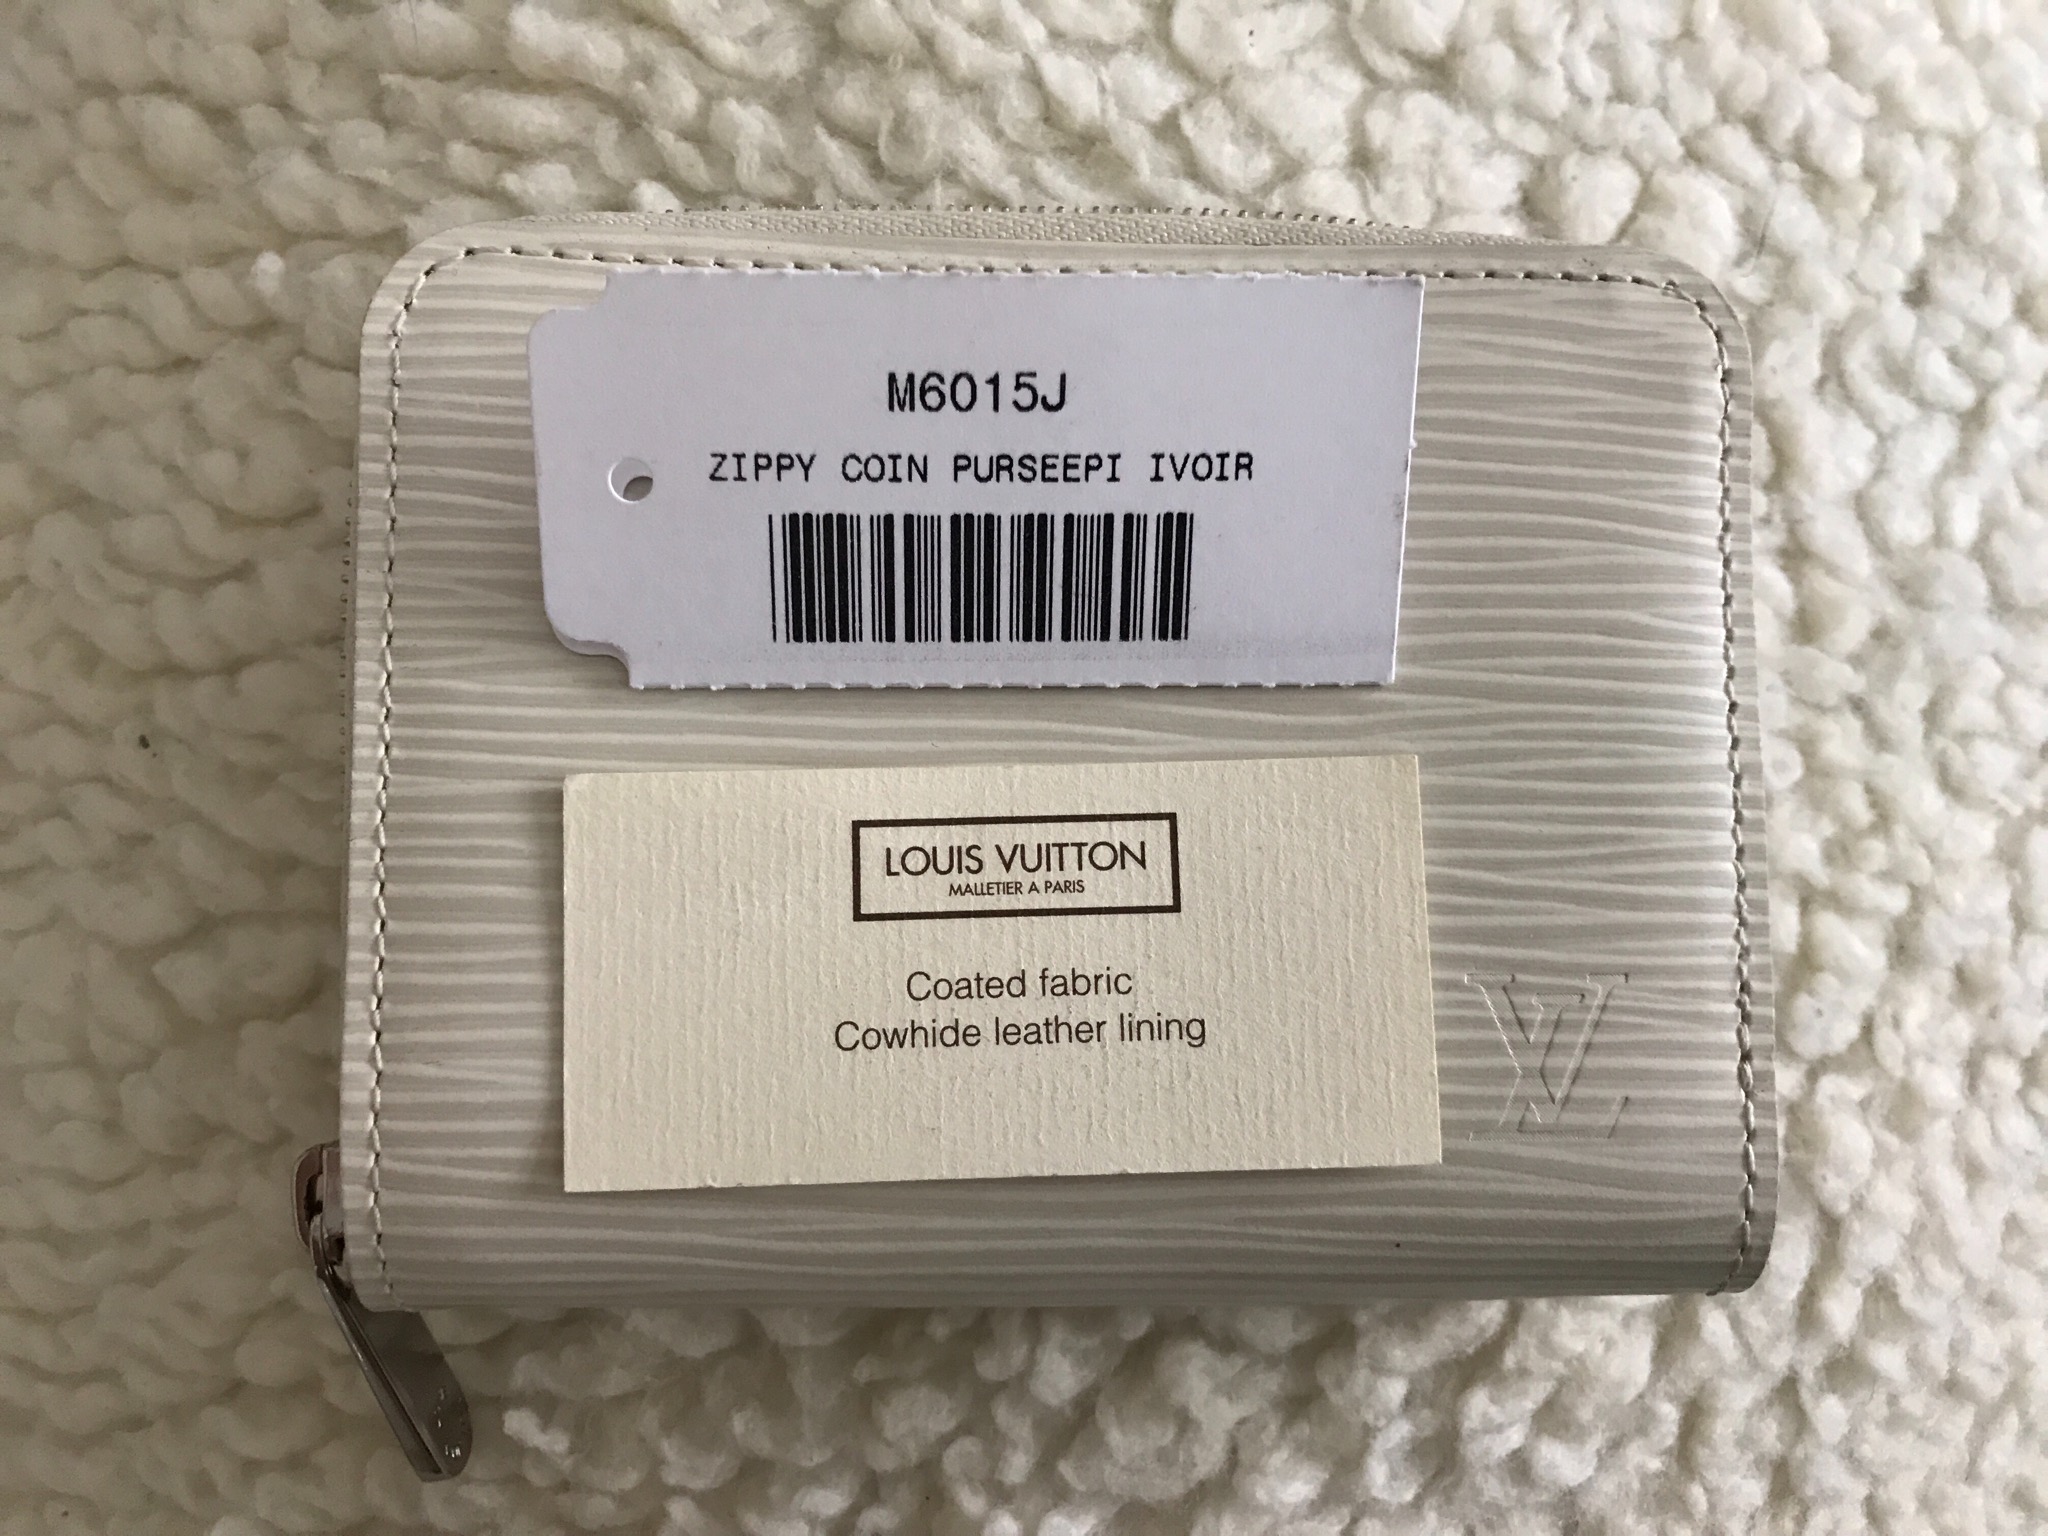 M6015J
ZIPPY COIN PURSEEPI IVOIR
LOUIS VUITTON
MALLETIER A PARIS
Coated fabric
Cowhide leather lining
LV